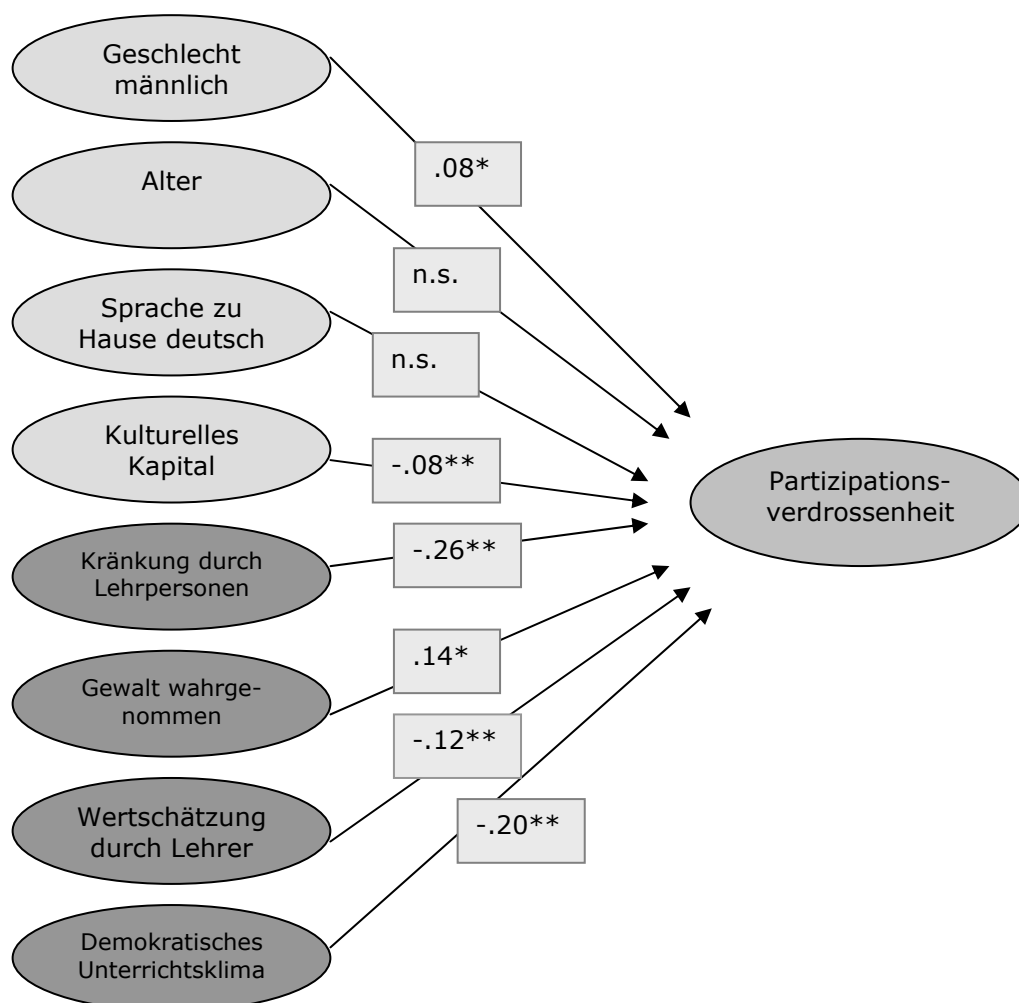 Geschlecht
männlich
.08*
Alter
n.s.
Sprache zu
Hause deutsch
n.s.
Kulturelles
Kapital
-.08**
Partizipations-
verdrossenheit
Kränkung durch
Lehrpersonen
-.26**
Gewalt wahrge-
nommen
.14*
-.12**
Wertschätzung
durch Lehrer
-.20**
Demokratisches
Unterrichtsklima